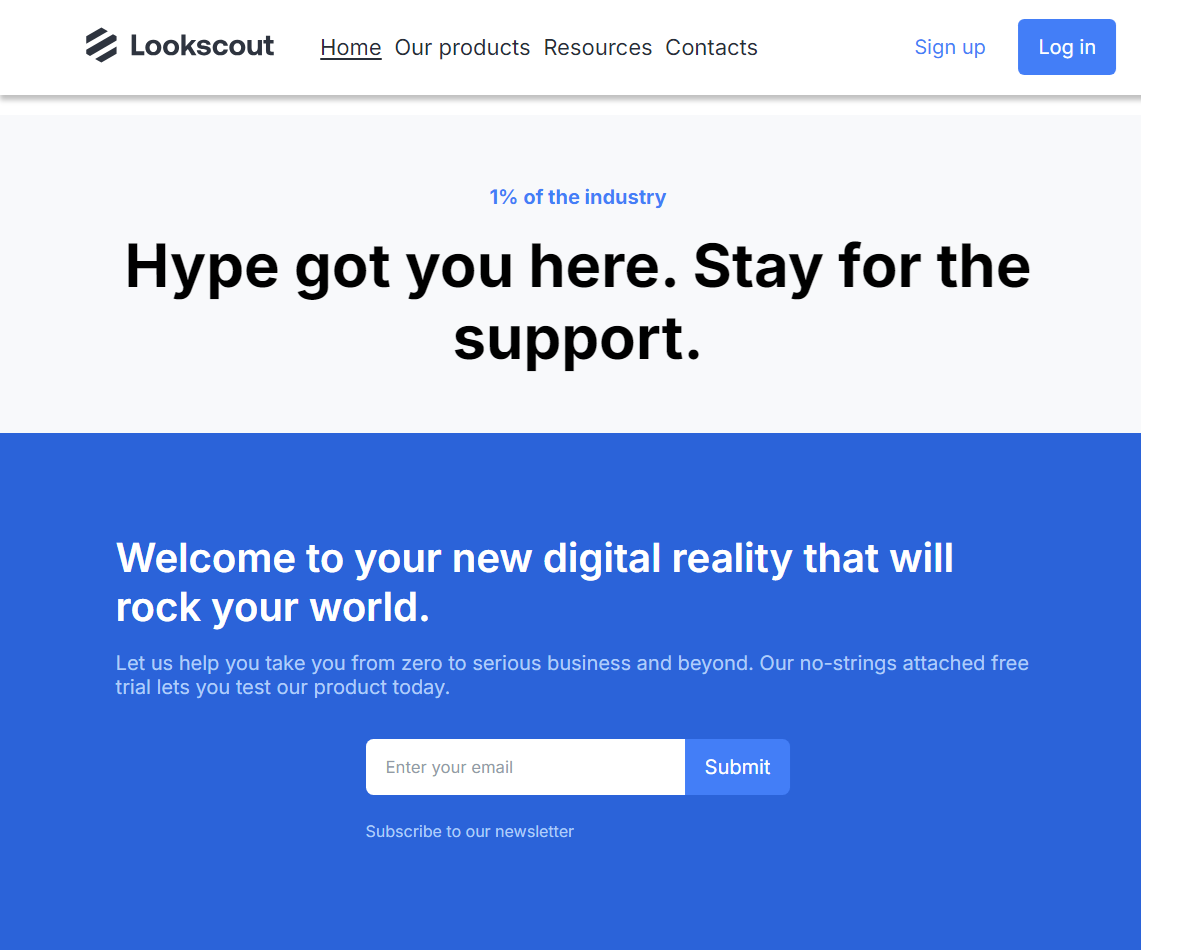 Lookscout Home Our products Resources Contacts Sign up Log in
1% of the industry
Hype got you here. Stay for the
support.
Welcome to your new digital reality that will
rock your world.
Let us help you take you from zero to serious business and beyond. Our no-strings attached free
trial lets you test our product today.
Enter your email Submit
Subscribe to our newsletter